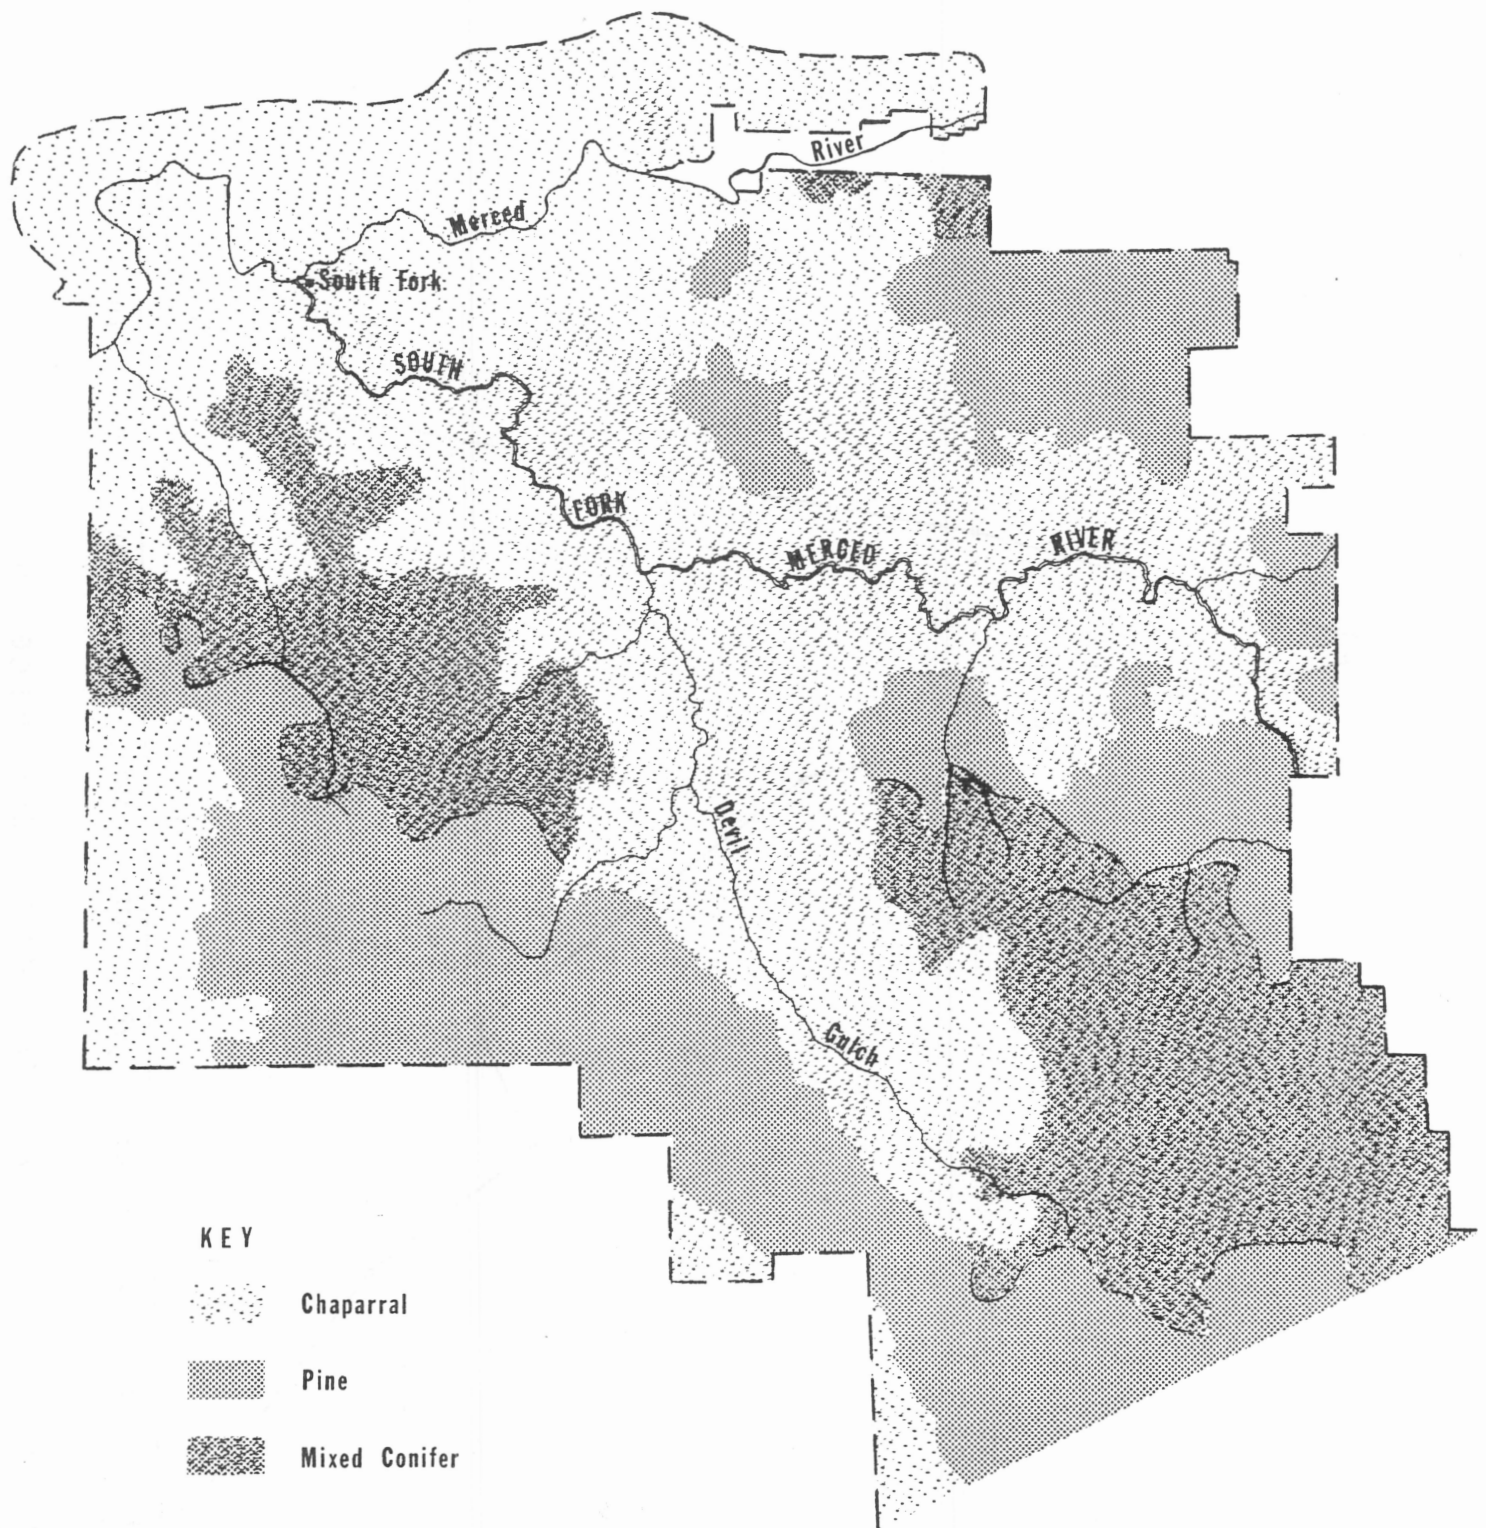 River
Merced
South Fork
SOUTH
FORK
MERCED
RIVER
Devil
Gulch
KEY
Chaparral
Pine
Mixed Conifer